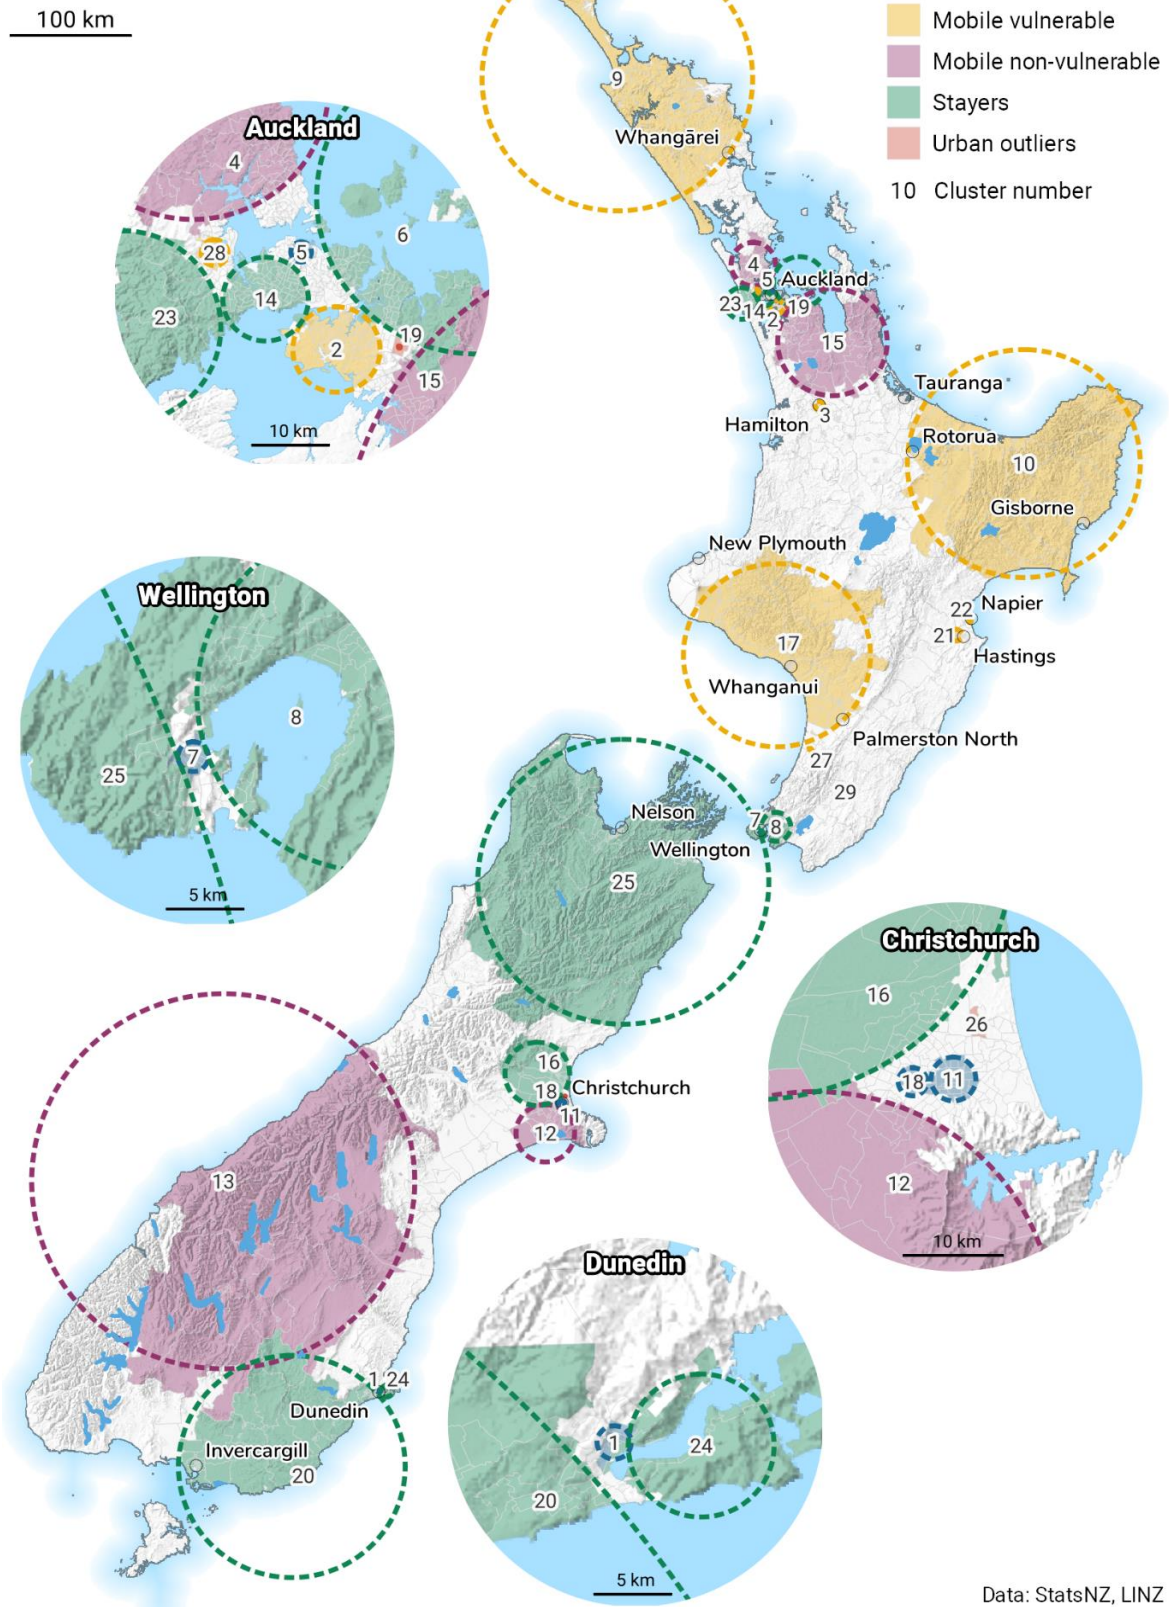 100 km
Mobile vulnerable
Mobile non-vulnerable
Stayers
Urban outliers
10 Cluster number
9
Whangārei
Auckland
4
6
28
5
14
23
2
19
15
10 km
4
5
Auckland
23
14
2
19
15
Tauranga
3
Hamilton
Rotorua
10
Gisborne
New Plymouth
22
Napier
21
Hastings
17
Whanganui
Palmerston North
27
29
Wellington
8
7
25
5 km
Nelson
7
8
Wellington
25
Christchurch
16
26
18
11
12
10 km
16
18
Christchurch
11
12
13
1
24
Dunedin
Invercargill
20
Dunedin
1
24
20
5 km
Data: StatsNZ, LINZ